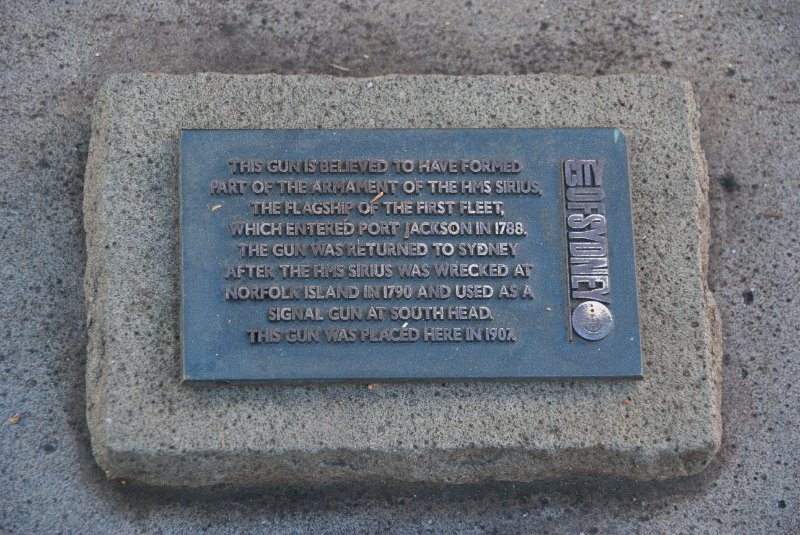 THIS GUN IS BELIEVED TO HAVE FORMED
PART OF THE ARMAMENT OF THE HMS SIRIUS,
THE FLAGSHIP OF THE FIRST FLEET,
WHICH ENTERED PORT JACKSON IN 1788.
THE GUN WAS RETURNED TO SYDNEY
AFTER THE HMS SIRIUS WAS WRECKED AT
NORFOLK ISLAND IN 1790 AND USED AS A
SIGNAL GUN AT SOUTH HEAD.
THIS GUN WAS PLACED HERE IN 1907.
CITY OF SYDNEY